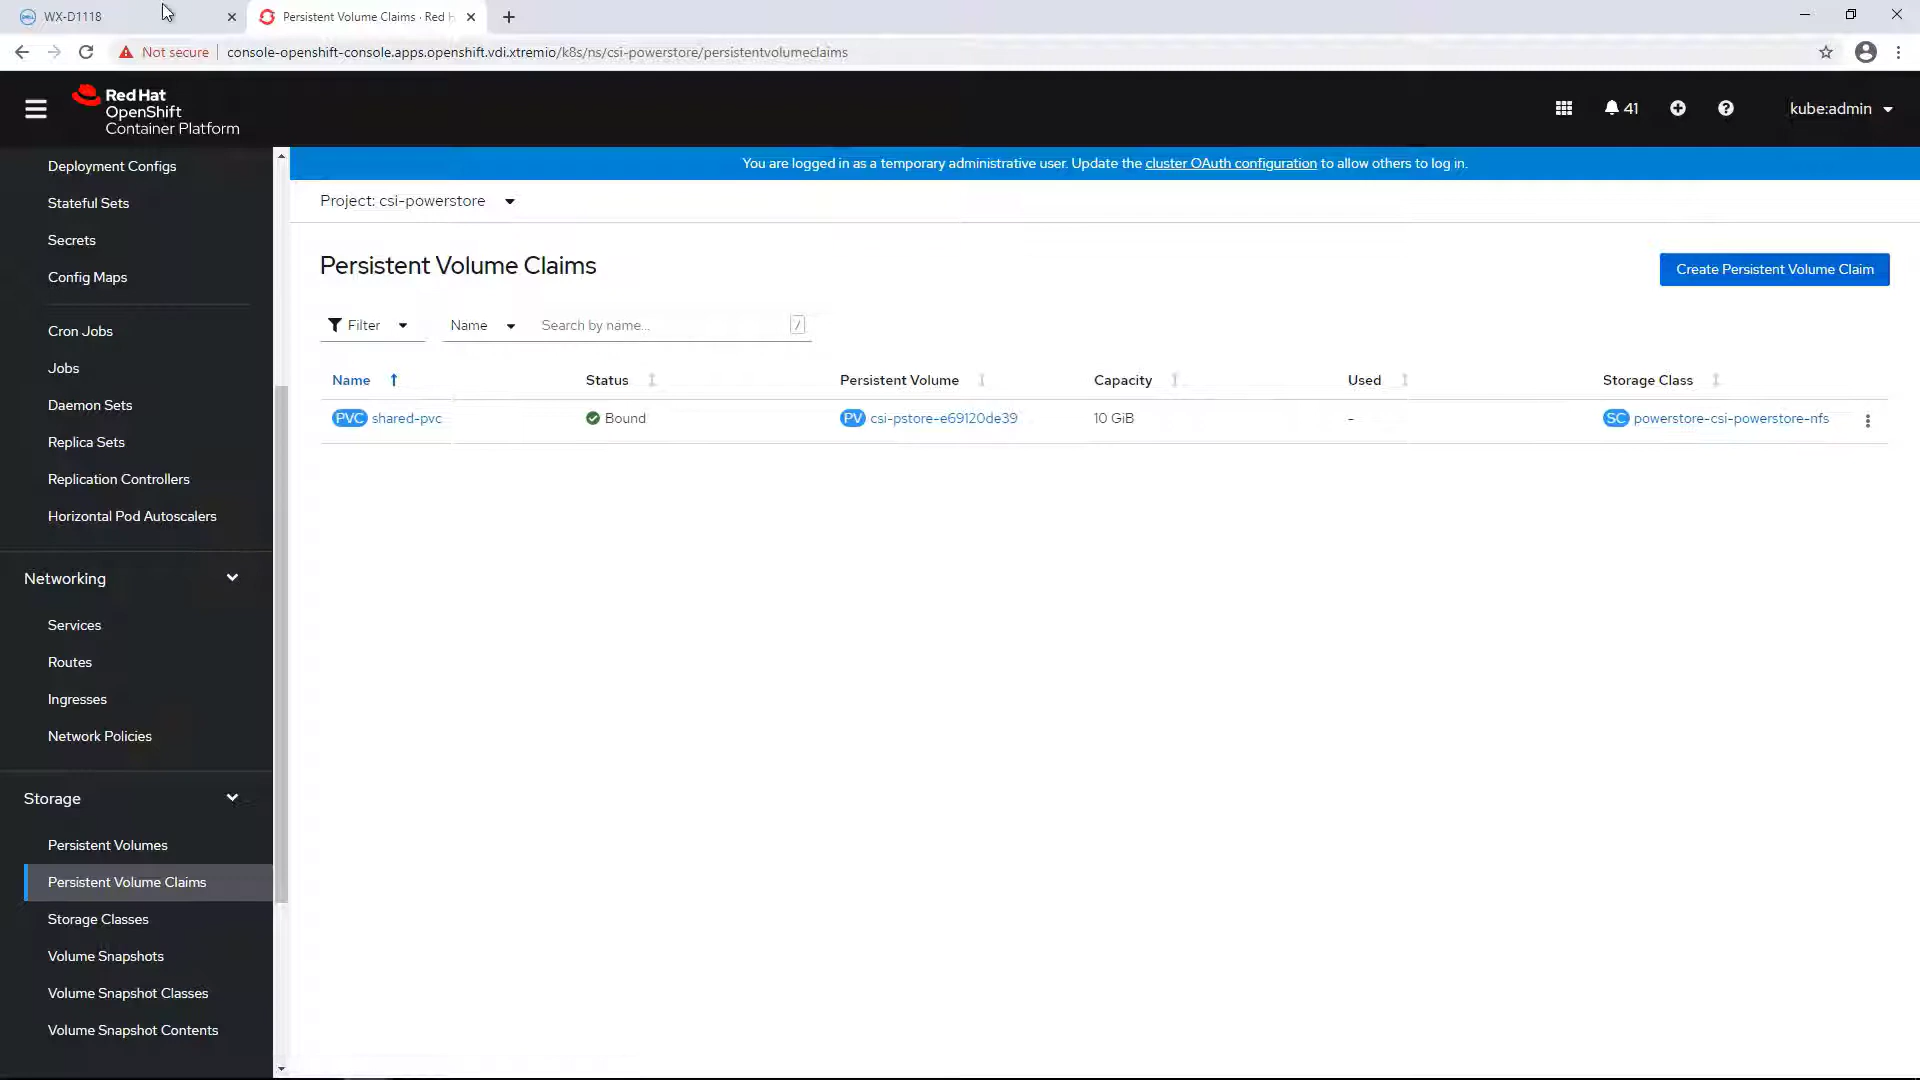 WX-D1118
Persistent Volume Claims · Red H
Not secure
console-openshift-console.apps.openshift.vdi.xtremio/k8s/ns/csi-powerstore/persistentvolumeclaims
Red Hat
OpenShift
Container Platform
41
kube:admin
Deployment Configs
Stateful Sets
Secrets
Config Maps
Cron Jobs
Jobs
Daemon Sets
Replica Sets
Replication Controllers
Horizontal Pod Autoscalers
Networking
Services
Routes
Ingresses
Network Policies
Storage
Persistent Volumes
Persistent Volume Claims
Storage Classes
Volume Snapshots
Volume Snapshot Classes
Volume Snapshot Contents
You are logged in as a temporary administrative user. Update the cluster OAuth configuration to allow others to log in.
Project: csi-powerstore
Persistent Volume Claims
Create Persistent Volume Claim
Filter
Name
Search by name...
/
Name Status Persistent Volume Capacity Used Storage Class
PVC shared-pvc Bound PV csi-pstore-e69120de39 10 GiB - SC powerstore-csi-powerstore-nfs